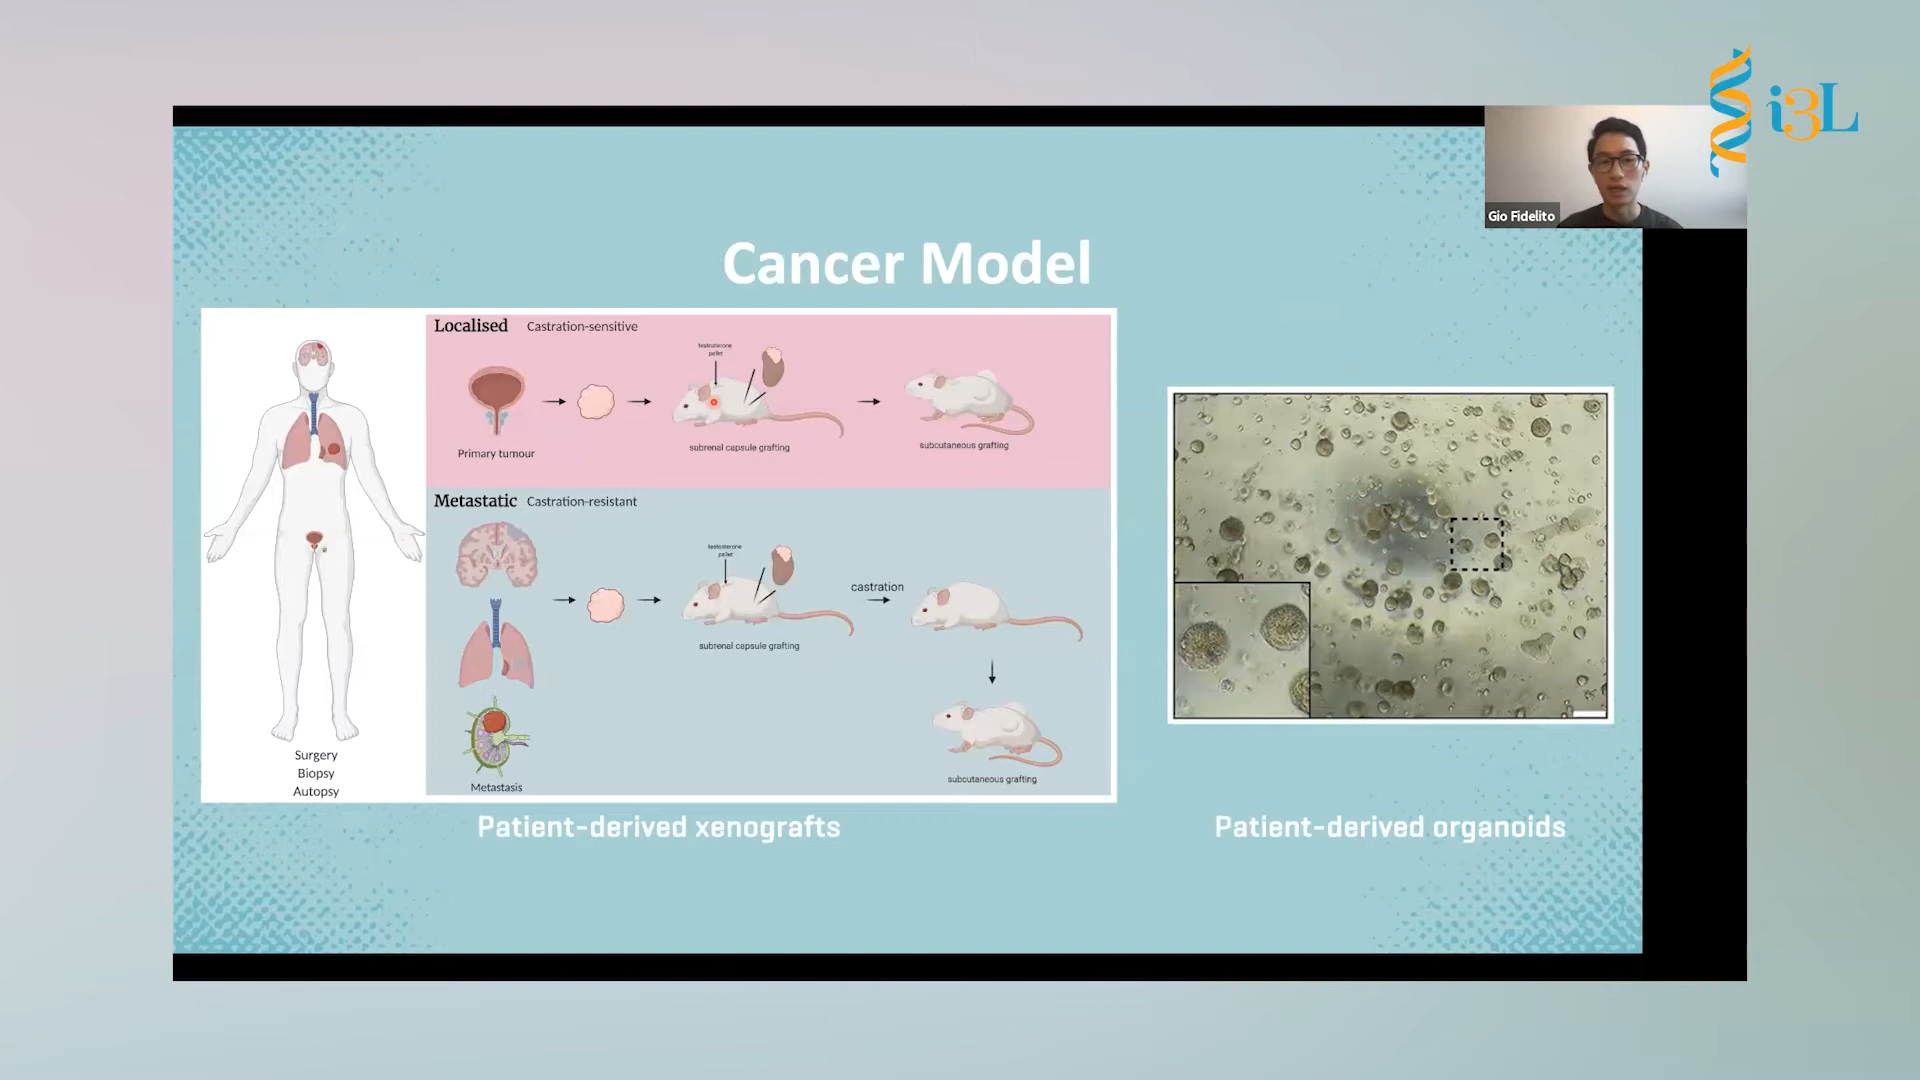 i3L
Gio Fidelito
Cancer Model
Localised Castration-sensitive
testosterone
pellet
Primary tumour
subrenal capsule grafting
subcutaneous grafting
Metastatic Castration-resistant
testosterone
pellet
castration
subrenal capsule grafting
Metastasis
subcutaneous grafting
Surgery
Biopsy
Autopsy
Patient-derived xenografts
Patient-derived organoids